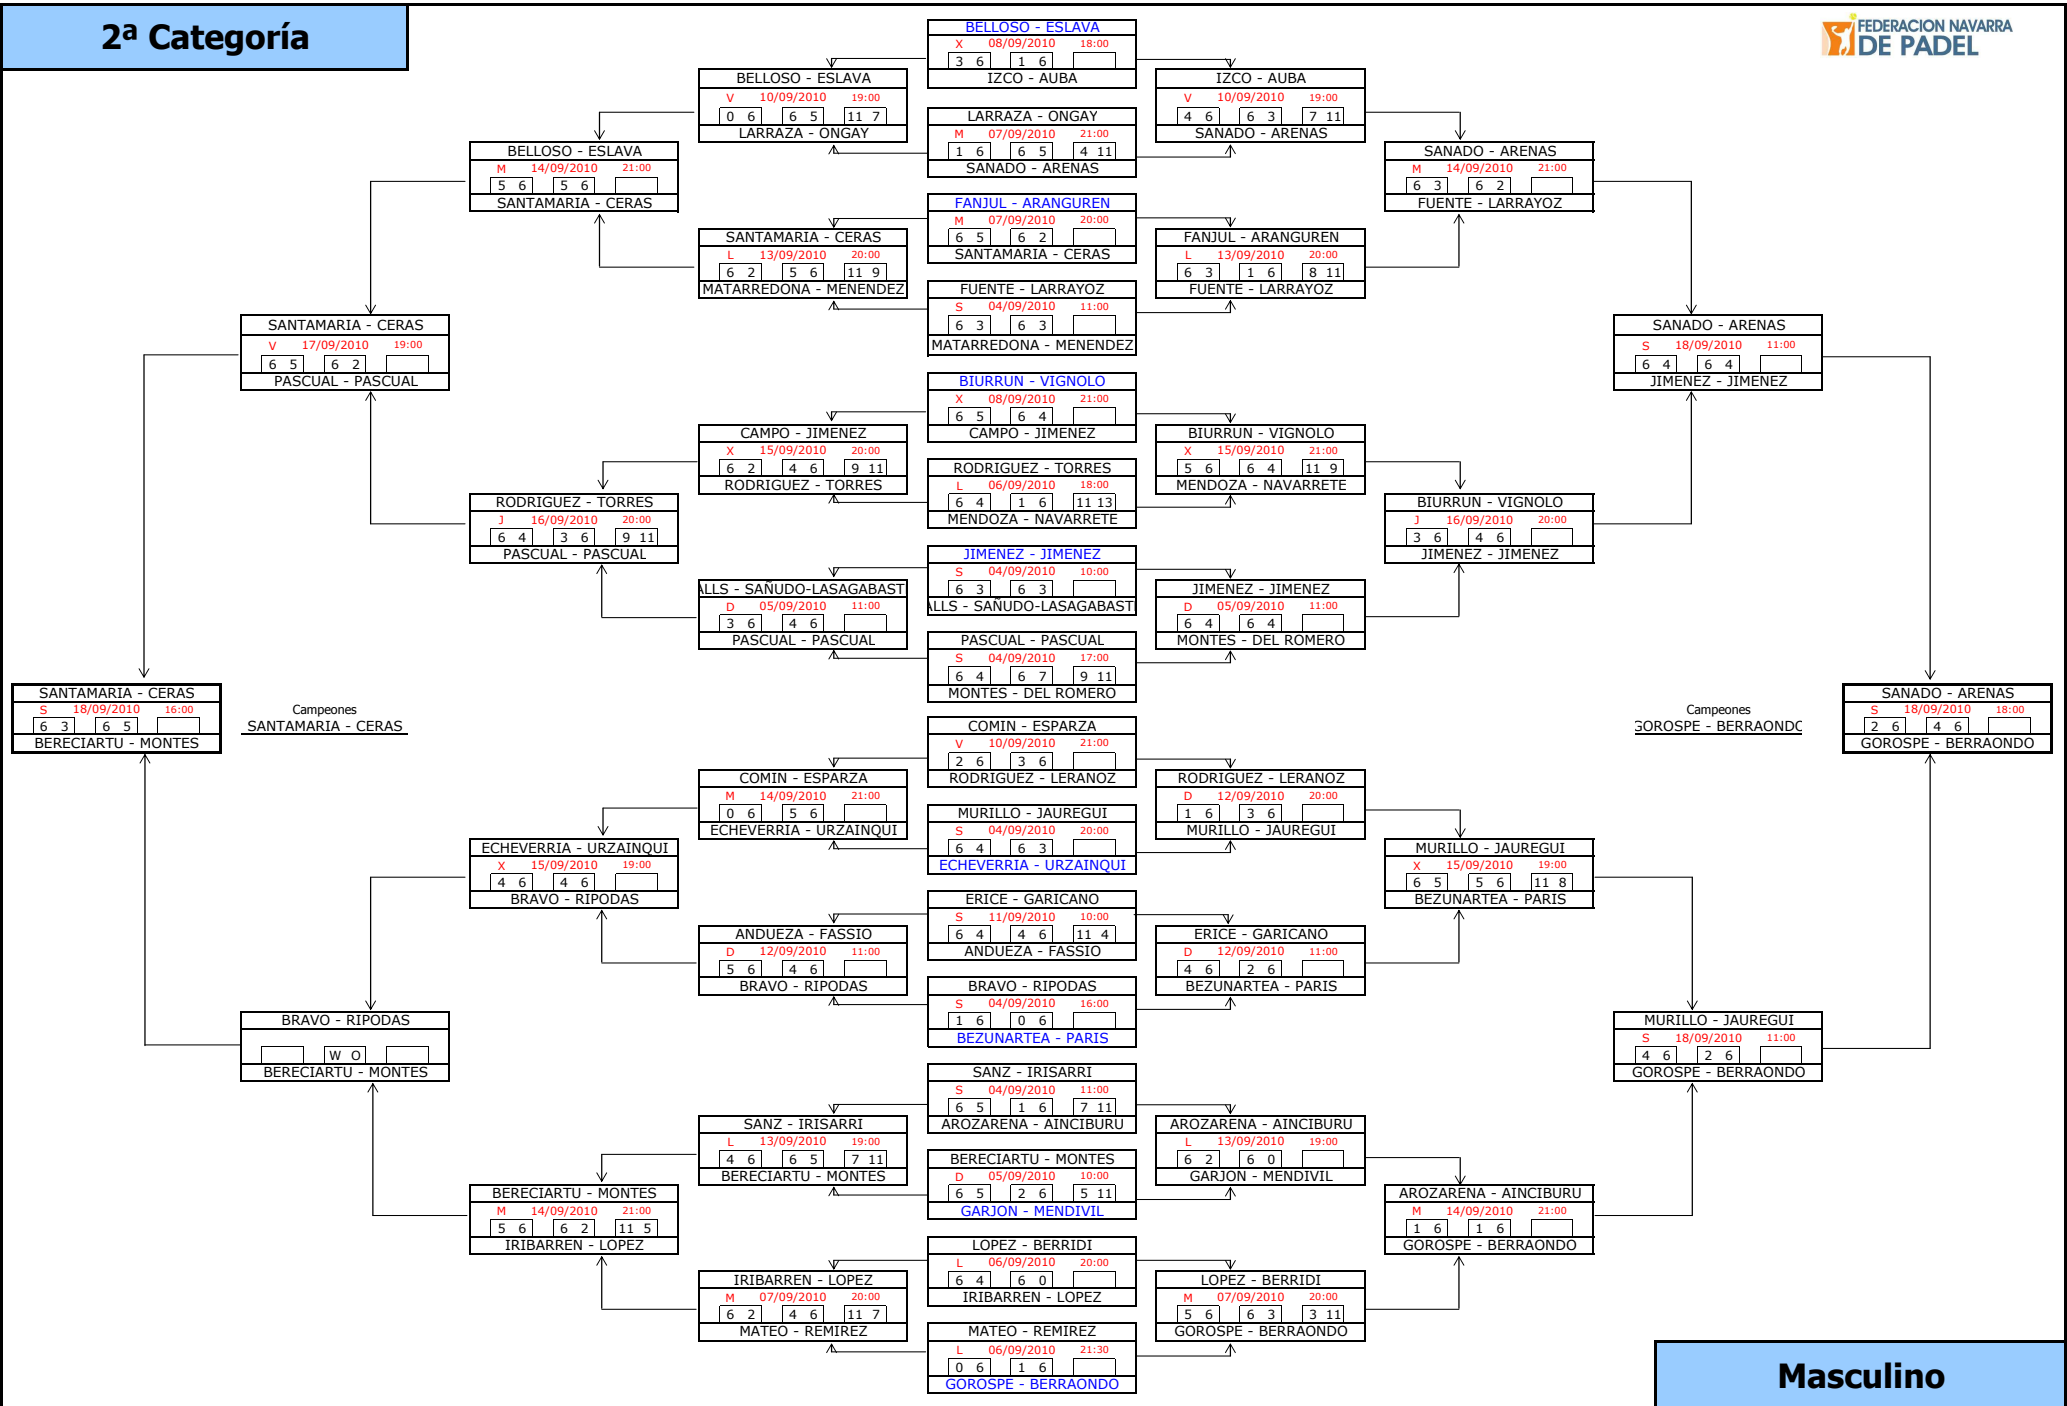 2ª Categoría
FEDERACION NAVARRA
DE PADEL
BELLOSO - ESLAVA
X 08/09/2010 18:00
3 6 1 6
IZCO - AUBA
LARRAZA - ONGAY
M 07/09/2010 21:00
1 6 6 5 4 11
SANADO - ARENAS
FANJUL - ARANGUREN
M 07/09/2010 20:00
6 5 6 2
SANTAMARIA - CERAS
FUENTE - LARRAYOZ
S 04/09/2010 11:00
6 3 6 3
MATARREDONA - MENENDEZ
BIURRUN - VIGNOLO
X 08/09/2010 21:00
6 5 6 4
CAMPO - JIMENEZ
RODRIGUEZ - TORRES
L 06/09/2010 18:00
6 4 1 6 11 13
MENDOZA - NAVARRETE
JIMENEZ - JIMENEZ
S 04/09/2010 10:00
6 3 6 3
ALLS - SAÑUDO-LASAGABAST
PASCUAL - PASCUAL
S 04/09/2010 17:00
6 4 6 7 9 11
MONTES - DEL ROMERO
COMIN - ESPARZA
V 10/09/2010 21:00
2 6 3 6
RODRIGUEZ - LERANOZ
MURILLO - JAUREGUI
S 04/09/2010 20:00
6 4 6 3
ECHEVERRIA - URZAINQUI
ERICE - GARICANO
S 11/09/2010 10:00
6 4 4 6 11 4
ANDUEZA - FASSIO
BRAVO - RIPODAS
S 04/09/2010 16:00
1 6 0 6
BEZUNARTEA - PARIS
SANZ - IRISARRI
S 04/09/2010 11:00
6 5 1 6 7 11
AROZARENA - AINCIBURU
BERECIARTU - MONTES
D 05/09/2010 10:00
6 5 2 6 5 11
GARJON - MENDIVIL
LOPEZ - BERRIDI
L 06/09/2010 20:00
6 4 6 0
IRIBARREN - LOPEZ
MATEO - REMIREZ
L 06/09/2010 21:30
0 6 1 6
GOROSPE - BERRAONDO
BELLOSO - ESLAVA
V 10/09/2010 19:00
0 6 6 5 11 7
LARRAZA - ONGAY
SANTAMARIA - CERAS
L 13/09/2010 20:00
6 2 5 6 11 9
MATARREDONA - MENENDEZ
CAMPO - JIMENEZ
X 15/09/2010 20:00
6 2 4 6 9 11
RODRIGUEZ - TORRES
ALLS - SAÑUDO-LASAGABAST
D 05/09/2010 11:00
3 6 4 6
PASCUAL - PASCUAL
COMIN - ESPARZA
M 14/09/2010 21:00
0 6 5 6
ECHEVERRIA - URZAINQUI
ANDUEZA - FASSIO
D 12/09/2010 11:00
5 6 4 6
BRAVO - RIPODAS
SANZ - IRISARRI
L 13/09/2010 19:00
4 6 6 5 7 11
BERECIARTU - MONTES
IRIBARREN - LOPEZ
M 07/09/2010 20:00
6 2 4 6 11 7
MATEO - REMIREZ
BELLOSO - ESLAVA
M 14/09/2010 21:00
5 6 5 6
SANTAMARIA - CERAS
RODRIGUEZ - TORRES
J 16/09/2010 20:00
6 4 3 6 9 11
PASCUAL - PASCUAL
ECHEVERRIA - URZAINQUI
X 15/09/2010 19:00
4 6 4 6
BRAVO - RIPODAS
BERECIARTU - MONTES
M 14/09/2010 21:00
5 6 6 2 11 5
IRIBARREN - LOPEZ
SANTAMARIA - CERAS
V 17/09/2010 19:00
6 5 6 2
PASCUAL - PASCUAL
BRAVO - RIPODAS
W O
BERECIARTU - MONTES
SANTAMARIA - CERAS
S 18/09/2010 16:00
6 3 6 5
BERECIARTU - MONTES
Campeones
SANTAMARIA - CERAS
IZCO - AUBA
V 10/09/2010 19:00
4 6 6 3 7 11
SANADO - ARENAS
FANJUL - ARANGUREN
L 13/09/2010 20:00
6 3 1 6 8 11
FUENTE - LARRAYOZ
BIURRUN - VIGNOLO
X 15/09/2010 21:00
5 6 6 4 11 9
MENDOZA - NAVARRETE
JIMENEZ - JIMENEZ
D 05/09/2010 11:00
6 4 6 4
MONTES - DEL ROMERO
RODRIGUEZ - LERANOZ
D 12/09/2010 20:00
1 6 3 6
MURILLO - JAUREGUI
ERICE - GARICANO
D 12/09/2010 11:00
4 6 2 6
BEZUNARTEA - PARIS
AROZARENA - AINCIBURU
L 13/09/2010 19:00
6 2 6 0
GARJON - MENDIVIL
LOPEZ - BERRIDI
M 07/09/2010 20:00
5 6 6 3 3 11
GOROSPE - BERRAONDO
SANADO - ARENAS
M 14/09/2010 21:00
6 3 6 2
FUENTE - LARRAYOZ
BIURRUN - VIGNOLO
J 16/09/2010 20:00
3 6 4 6
JIMENEZ - JIMENEZ
MURILLO - JAUREGUI
X 15/09/2010 19:00
6 5 5 6 11 8
BEZUNARTEA - PARIS
AROZARENA - AINCIBURU
M 14/09/2010 21:00
1 6 1 6
GOROSPE - BERRAONDO
SANADO - ARENAS
S 18/09/2010 11:00
6 4 6 4
JIMENEZ - JIMENEZ
MURILLO - JAUREGUI
S 18/09/2010 11:00
4 6 2 6
GOROSPE - BERRAONDO
Campeones
GOROSPE - BERRAONDO
SANADO - ARENAS
S 18/09/2010 18:00
2 6 4 6
GOROSPE - BERRAONDO
Masculino